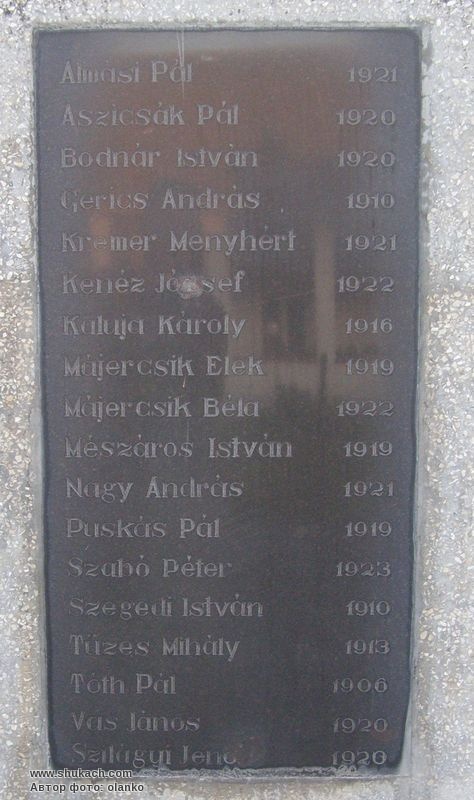 Almási Pál 1921
Aszicsák Pál 1920
Bodnár István 1920
Gerics András 1910
Kremer Menyhért 1921
Kenéz József 1922
Kaluja Károly 1916
Májercsik Elek 1919
Májercsik Béla 1922
Mészáros István 1919
Nagy András 1921
Puskás Pál 1919
Szabó Péter 1923
Szegedi István 1910
Tüzes Mihály 1913
Tóth Pál 1906
Vas János 1920
Szilágyi Jenő 1920
www.shukach.com
Автор фото: olanko